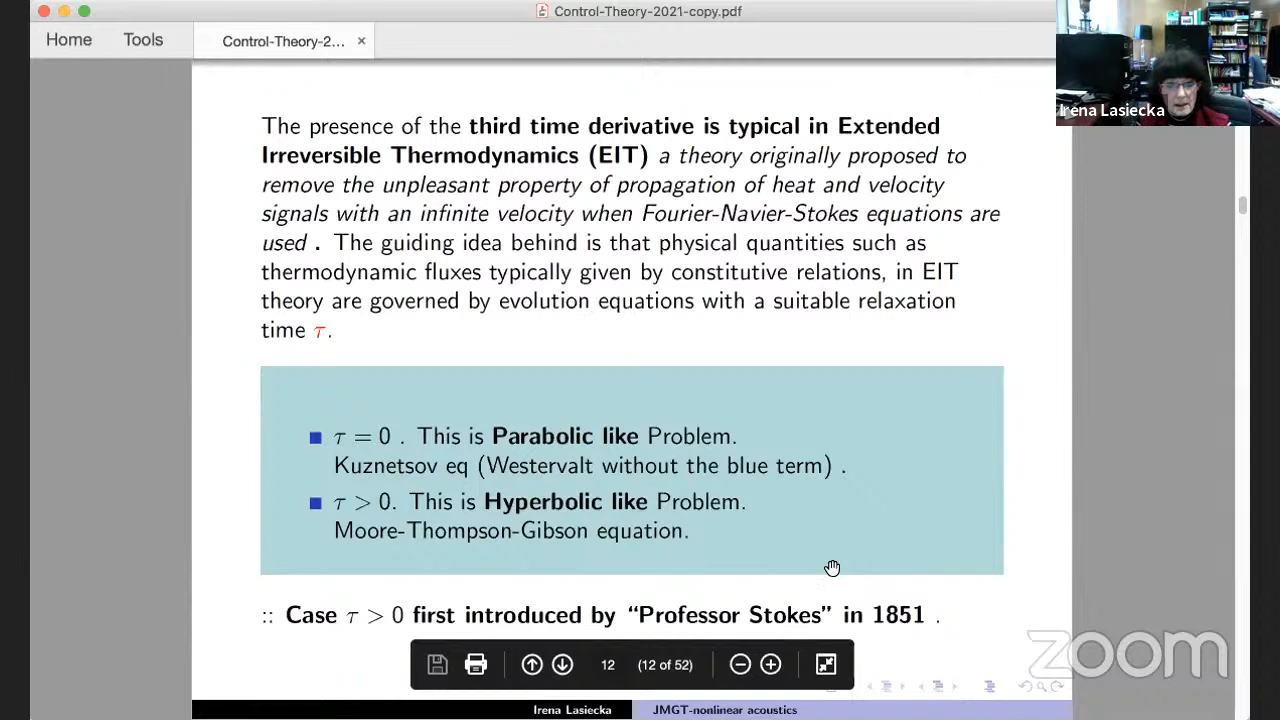 Control-Theory-2021-copy.pdf
Home Tools Control-Theory-2... ×
Irena Lasiecka
The presence of the third time derivative is typical in Extended
Irreversible Thermodynamics (EIT) a theory originally proposed to
remove the unpleasant property of propagation of heat and velocity
signals with an infinite velocity when Fourier-Navier-Stokes equations are
used . The guiding idea behind is that physical quantities such as
thermodynamic fluxes typically given by constitutive relations, in EIT
theory are governed by evolution equations with a suitable relaxation
time τ.
τ = 0 . This is Parabolic like Problem.
Kuznetsov eq (Westervalt without the blue term) .
τ > 0. This is Hyperbolic like Problem.
Moore-Thompson-Gibson equation.
:: Case τ > 0 first introduced by “Professor Stokes” in 1851 .
12 (12 of 52)
zoom
Irena Lasiecka JMGT-nonlinear acoustics